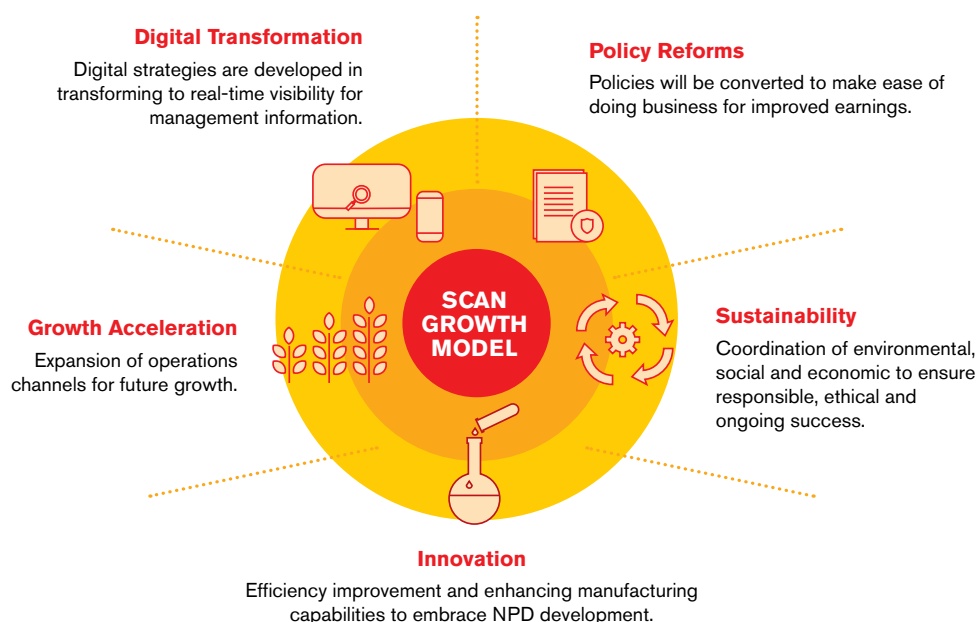 Digital Transformation
Digital strategies are developed in
transforming to real-time visibility for
management information.
Policy Reforms
Policies will be converted to make ease of
doing business for improved earnings.
SCAN
GROWTH
MODEL
Growth Acceleration
Expansion of operations
channels for future growth.
Sustainability
Coordination of environmental,
social and economic to ensure
responsible, ethical and
ongoing success.
Innovation
Efficiency improvement and enhancing manufacturing
capabilities to embrace NPD development.